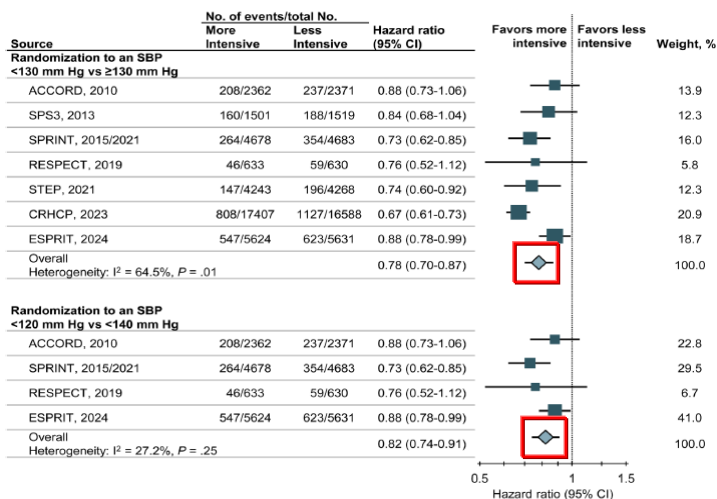 No. of events/total No.
More Intensive
Less Intensive
Hazard ratio (95% CI)
Favors more intensive
Favors less intensive
Source
Weight, %
Randomization to an SBP
<130 mm Hg vs ≥130 mm Hg
ACCORD, 2010 208/2362 237/2371 0.88 (0.73-1.06) 13.9
SPS3, 2013 160/1501 188/1519 0.84 (0.68-1.04) 12.3
SPRINT, 2015/2021 264/4678 354/4683 0.73 (0.62-0.85) 16.0
RESPECT, 2019 46/633 59/630 0.76 (0.52-1.12) 5.8
STEP, 2021 147/4243 196/4268 0.74 (0.60-0.92) 12.3
CRHCP, 2023 808/17407 1127/16588 0.67 (0.61-0.73) 20.9
ESPRIT, 2024 547/5624 623/5631 0.88 (0.78-0.99) 18.7
Overall 0.78 (0.70-0.87) 100.0
Heterogeneity: I² = 64.5%, P = .01
Randomization to an SBP
<120 mm Hg vs <140 mm Hg
ACCORD, 2010 208/2362 237/2371 0.88 (0.73-1.06) 22.8
SPRINT, 2015/2021 264/4678 354/4683 0.73 (0.62-0.85) 29.5
RESPECT, 2019 46/633 59/630 0.76 (0.52-1.12) 6.7
ESPRIT, 2024 547/5624 623/5631 0.88 (0.78-0.99) 41.0
Overall 0.82 (0.74-0.91) 100.0
Heterogeneity: I² = 27.2%, P = .25
0.5 1 1.5
Hazard ratio (95% CI)